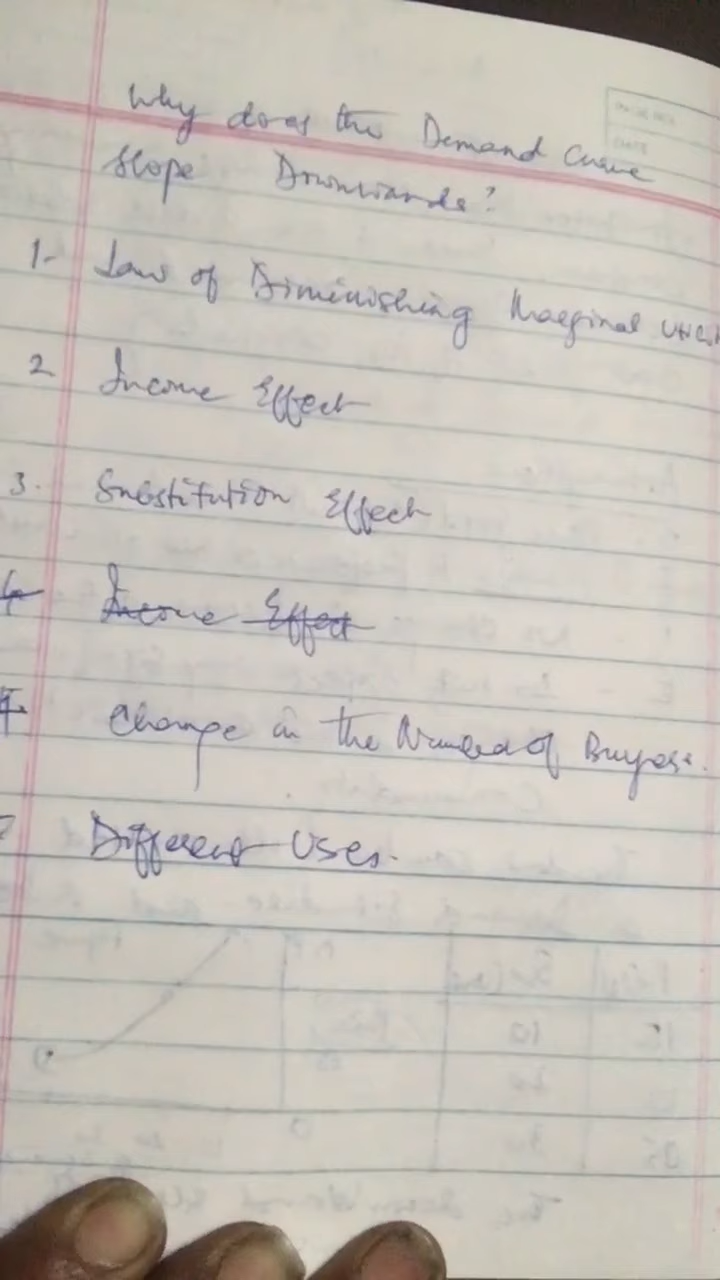 Why does the Demand Curve
Slope Downwards?
1- Law of Diminishing Marginal
2 Income Effect
3. Substitution Effect
4 Income Effect
Change in the Number of Buyers.
Different Uses.